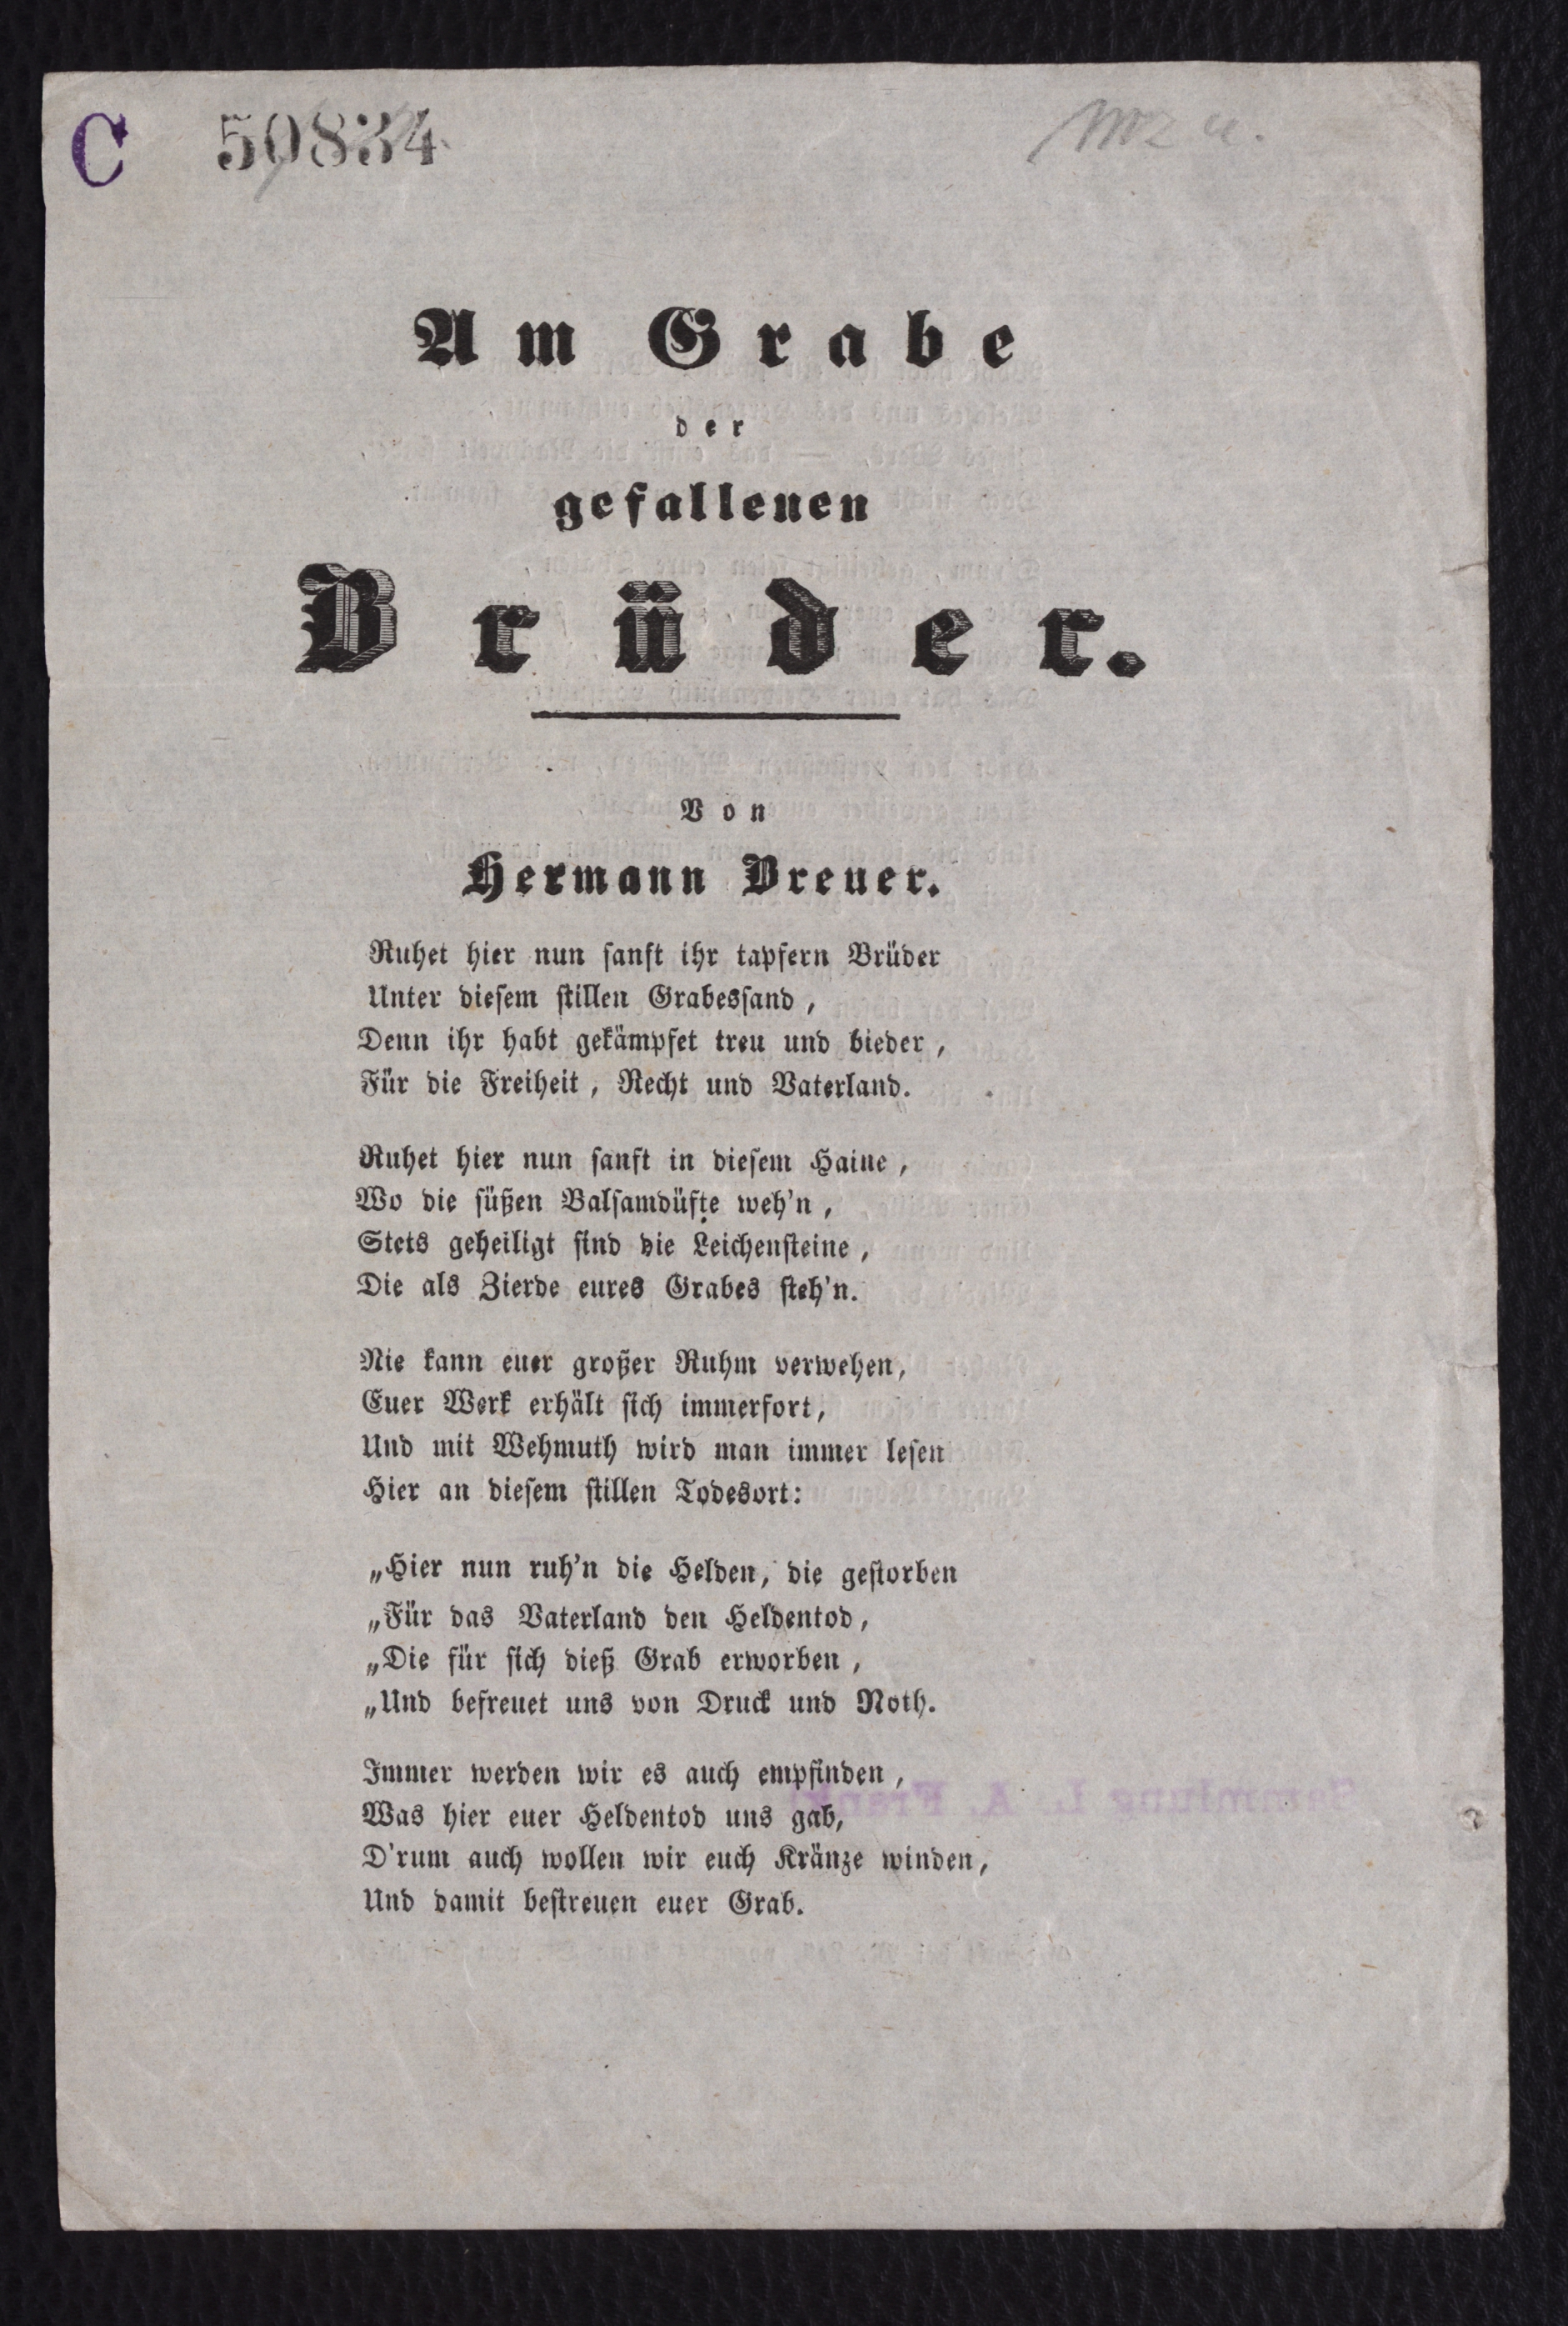 C 50834
Am Grabe
der
gefallenen
Brüder.
Von
Hermann Breuer.
Ruhet hier nun sanft ihr tapfern Brüder
Unter diesem stillen Grabessand,
Denn ihr habt gekämpfet treu und bieder,
Für die Freiheit, Recht und Vaterland.
Ruhet hier nun sanft in diesem Haine,
Wo die süßen Balsamdüfte weh'n,
Stets geheiligt sind die Leichensteine,
Die als Zierde eures Grabes steh'n.
Nie kann euer großer Ruhm verwehen,
Euer Werk erhält sich immerfort,
Und mit Wehmuth wird man immer lesen
Hier an diesem stillen Todesort:
„Hier nun ruh'n die Helden, die gestorben
„Für das Vaterland den Heldentod,
„Die für sich dieß Grab erworben,
„Und befreuet uns von Druck und Noth.
Immer werden wir es auch empfinden,
Was hier euer Heldentod uns gab,
D'rum auch wollen wir euch Kränze winden,
Und damit bestreuen euer Grab.
Sammlung L. A. Frankl